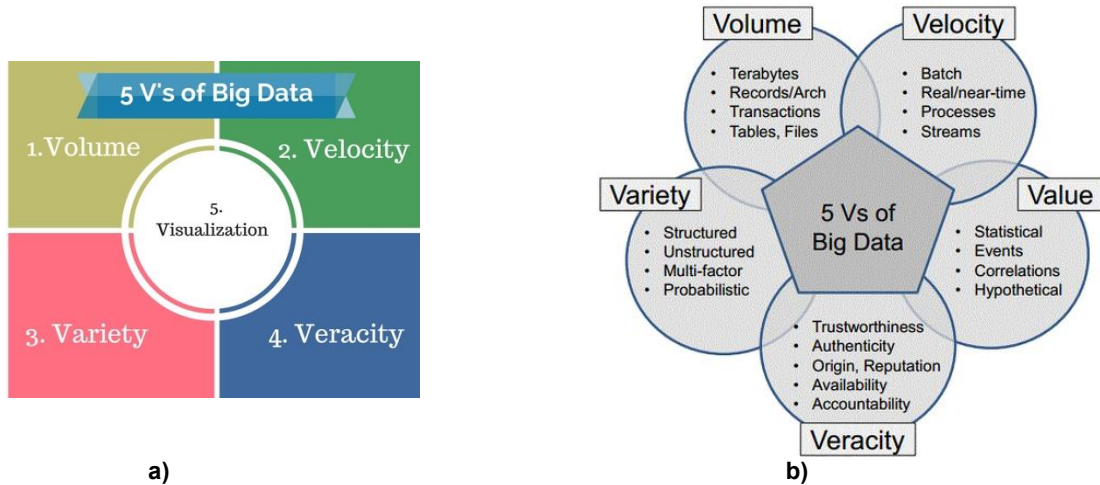 5 V's of Big Data
1.Volume
2. Velocity
5.
Visualization
3. Variety
4. Veracity
a)
Volume
• Terabytes
• Records/Arch
• Transactions
• Tables, Files
Velocity
• Batch
• Real/near-time
• Processes
• Streams
Variety
• Structured
• Unstructured
• Multi-factor
• Probabilistic
5 Vs of
Big Data
Value
• Statistical
• Events
• Correlations
• Hypothetical
• Trustworthiness
• Authenticity
• Origin, Reputation
• Availability
• Accountability
Veracity
b)